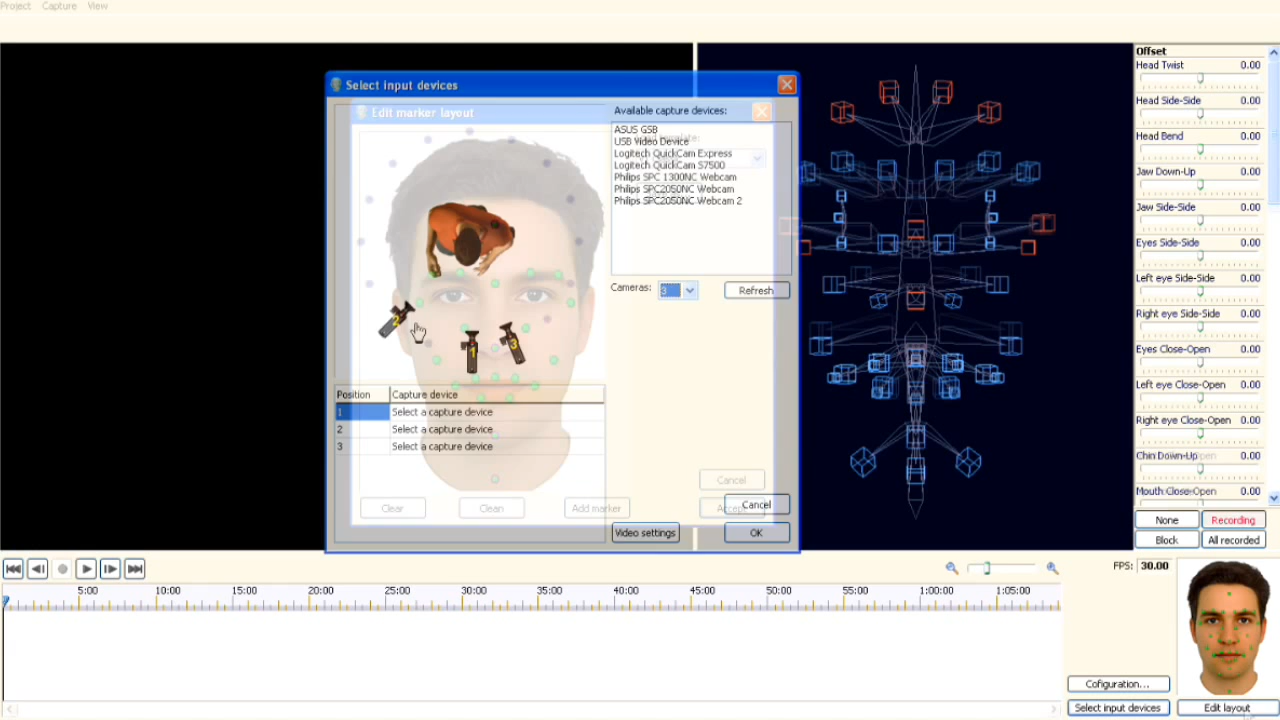 Project Capture View
Select input devices
Edit marker layout
Available capture devices:
ASUS GSB
USB Video Device
Logitech QuickCam Express
Logitech QuickCam S7500
Philips SPC 1300NC Webcam
Philips SPC2050NC Webcam
Philips SPC2050NC Webcam 2
Cameras: 3 Refresh
2
1
3
Position Capture device
1 Select a capture device
2 Select a capture device
3 Select a capture device
Cancel
Clear Clean Add marker Accept
Cancel
Video settings OK
Offset
Head Twist 0.00
Head Side-Side 0.00
Head Bend 0.00
Jaw Down-Up 0.00
Jaw Side-Side 0.00
Eyes Side-Side 0.00
Left eye Side-Side 0.00
Right eye Side-Side 0.00
Eyes Close-Open 0.00
Left eye Close-Open 0.00
Right eye Close-Open 0.00
Chin Down-Up 0.00
Mouth Close-Open 0.00
None Recording
Block All recorded
FPS: 30.00
5:00 10:00 15:00 20:00 25:00 30:00 35:00 40:00 45:00 50:00 55:00 1:00:00 1:05:00
Cofiguration...
Select input devices Edit layout